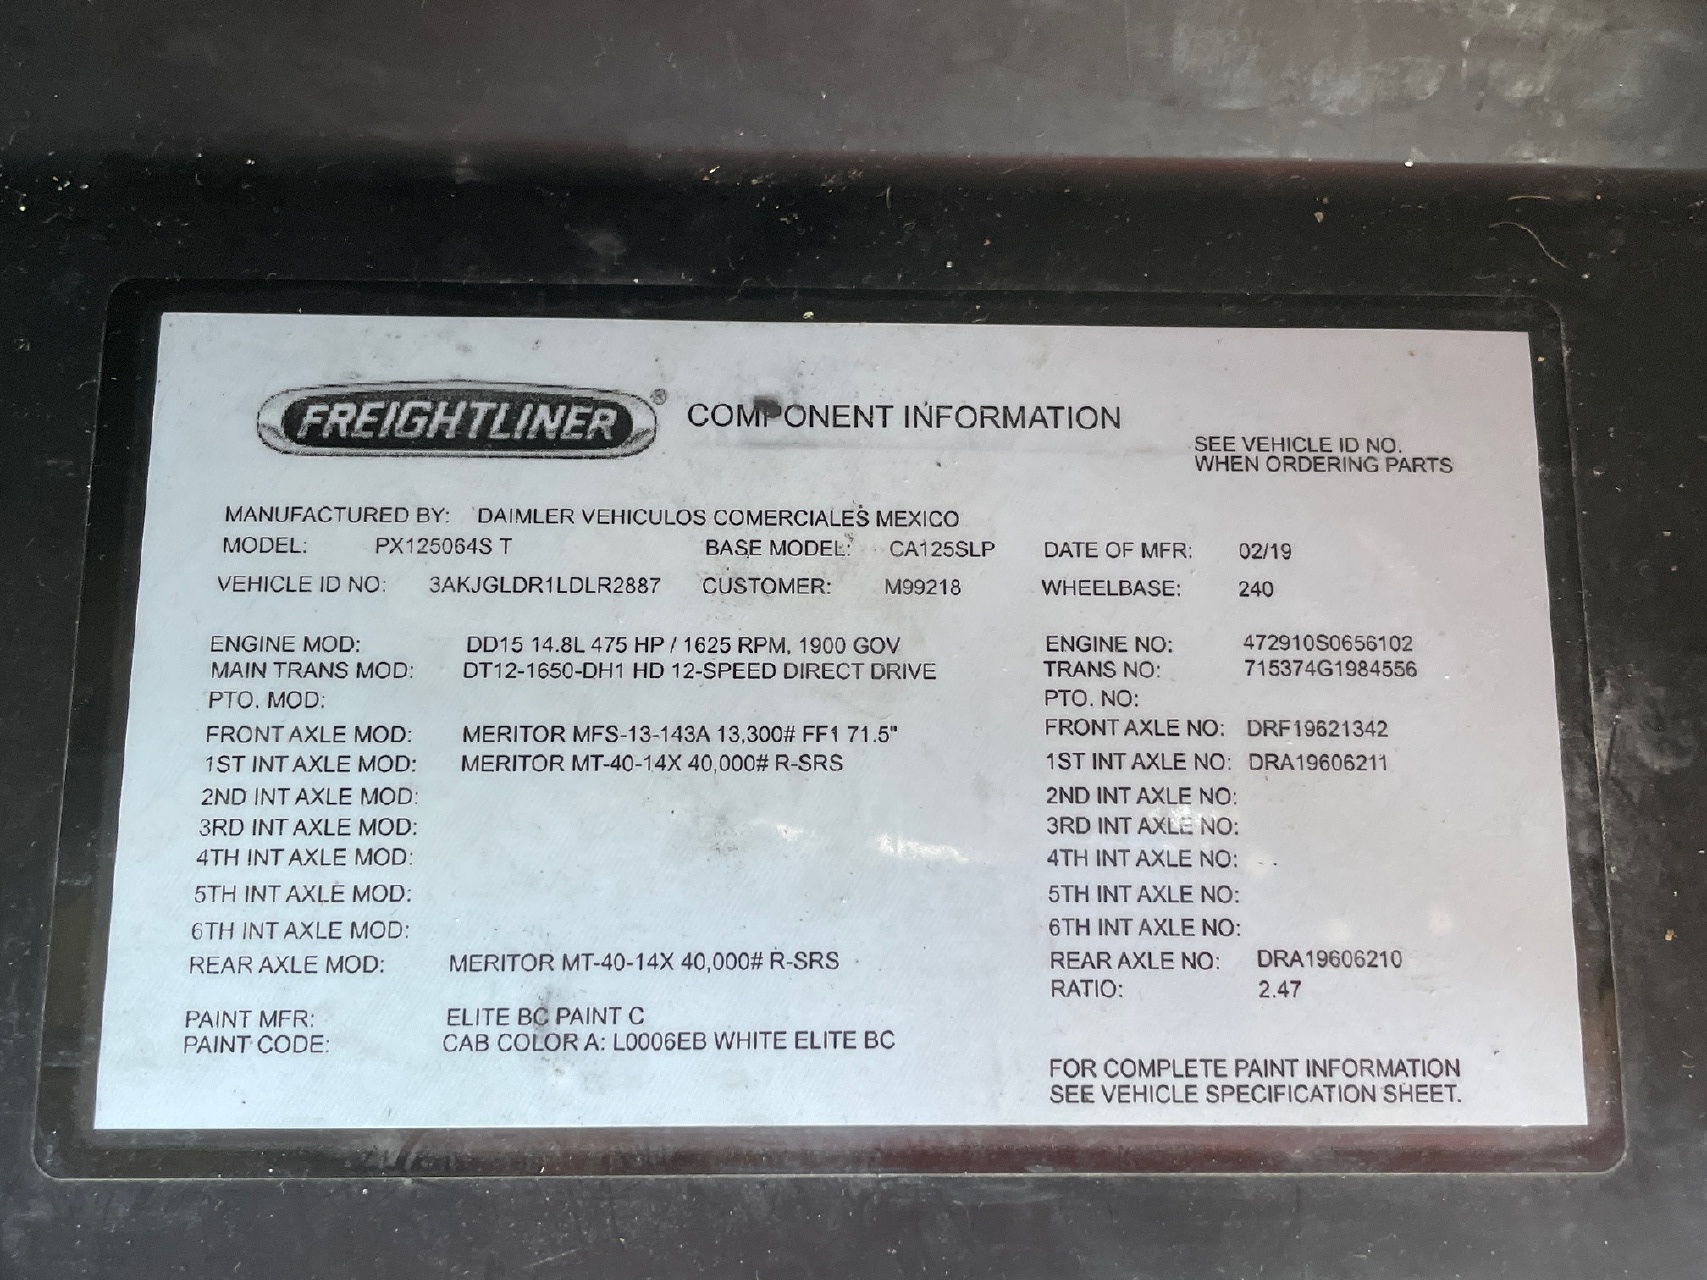 FREIGHTLINER® COMPONENT INFORMATION
SEE VEHICLE ID NO.
WHEN ORDERING PARTS
MANUFACTURED BY: DAIMLER VEHICULOS COMERCIALES MEXICO
MODEL: PX125064S T BASE MODEL: CA125SLP DATE OF MFR: 02/19
VEHICLE ID NO: 3AKJGLDR1LDLR2887 CUSTOMER: M99218 WHEELBASE: 240
ENGINE MOD: DD15 14.8L 475 HP / 1625 RPM, 1900 GOV ENGINE NO: 472910S0656102
MAIN TRANS MOD: DT12-1650-DH1 HD 12-SPEED DIRECT DRIVE TRANS NO: 715374G1984556
PTO. MOD: PTO. NO:
FRONT AXLE MOD: MERITOR MFS-13-143A 13,300# FF1 71.5" FRONT AXLE NO: DRF19621342
1ST INT AXLE MOD: MERITOR MT-40-14X 40,000# R-SRS 1ST INT AXLE NO: DRA19606211
2ND INT AXLE MOD: 2ND INT AXLE NO:
3RD INT AXLE MOD: 3RD INT AXLE NO:
4TH INT AXLE MOD: 4TH INT AXLE NO:
5TH INT AXLE MOD: 5TH INT AXLE NO:
6TH INT AXLE MOD: 6TH INT AXLE NO:
REAR AXLE MOD: MERITOR MT-40-14X 40,000# R-SRS REAR AXLE NO: DRA19606210
RATIO: 2.47
PAINT MFR: ELITE BC PAINT C
PAINT CODE: CAB COLOR A: L0006EB WHITE ELITE BC
FOR COMPLETE PAINT INFORMATION
SEE VEHICLE SPECIFICATION SHEET.